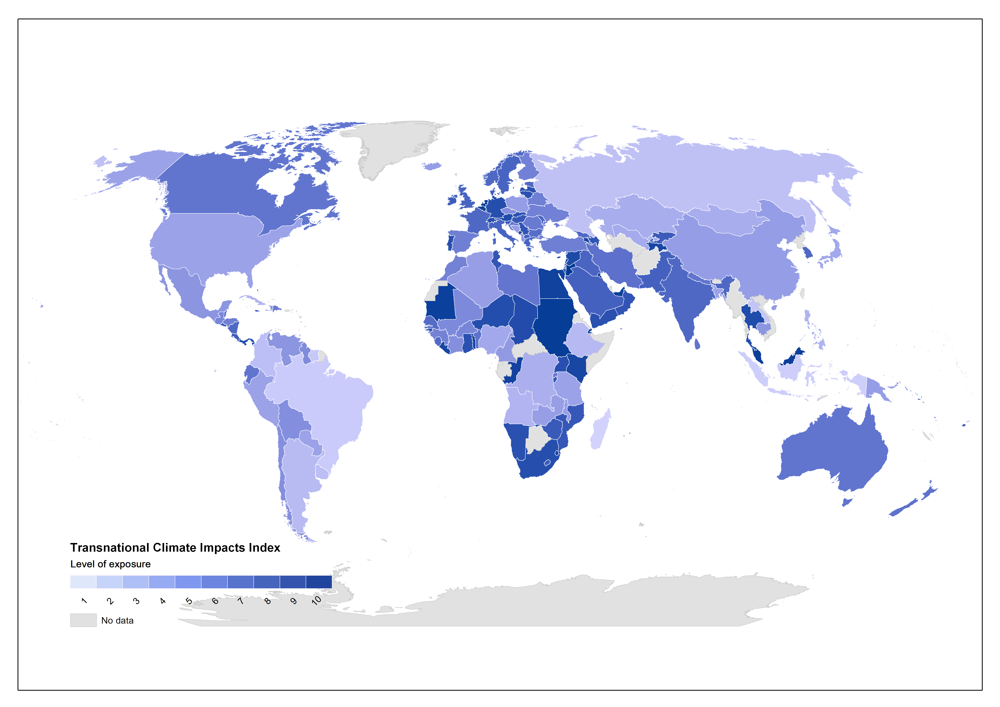 Transnational Climate Impacts Index
Level of exposure
1 2 3 4 5 6 7 8 9 10
No data